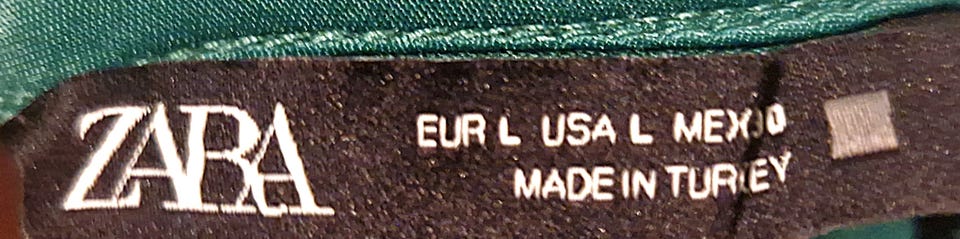 ZARA
EUR L USA L MEX
MADE IN TURKEY